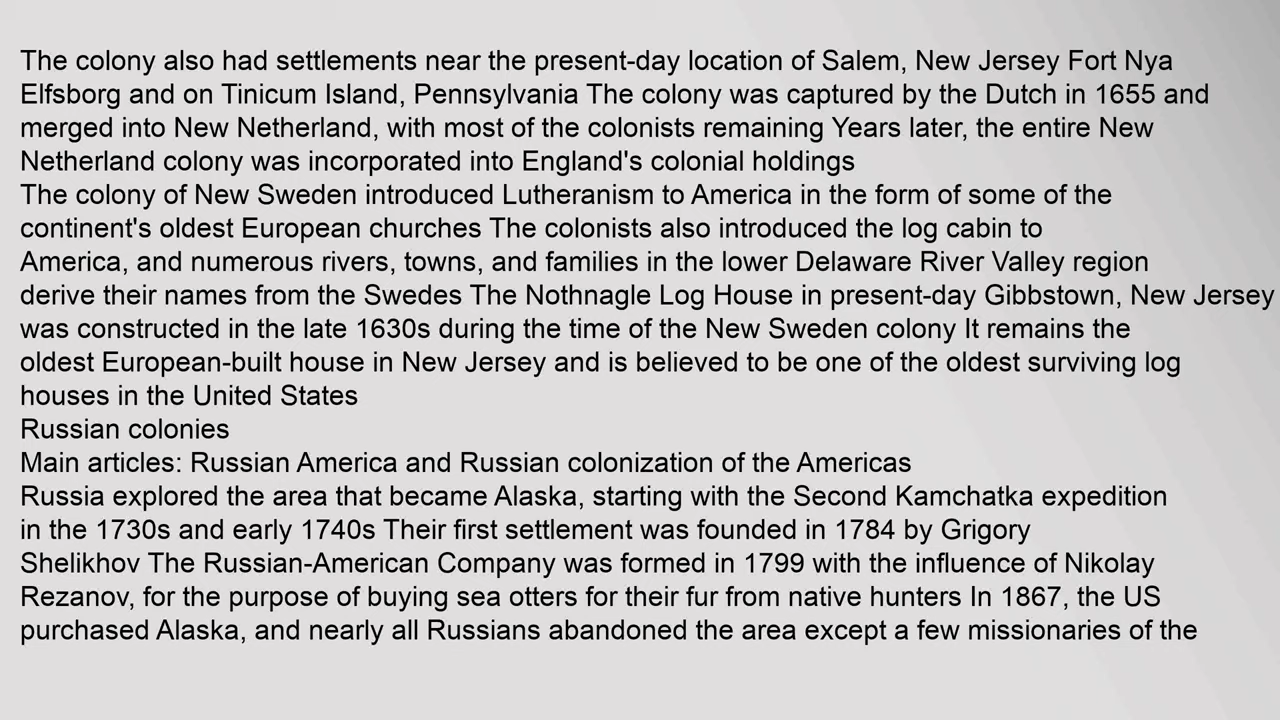 The colony also had settlements near the present-day location of Salem, New Jersey Fort Nya
Elfsborg and on Tinicum Island, Pennsylvania The colony was captured by the Dutch in 1655 and
merged into New Netherland, with most of the colonists remaining Years later, the entire New
Netherland colony was incorporated into England's colonial holdings
The colony of New Sweden introduced Lutheranism to America in the form of some of the
continent's oldest European churches The colonists also introduced the log cabin to
America, and numerous rivers, towns, and families in the lower Delaware River Valley region
derive their names from the Swedes The Nothnagle Log House in present-day Gibbstown, New Jersey
was constructed in the late 1630s during the time of the New Sweden colony It remains the
oldest European-built house in New Jersey and is believed to be one of the oldest surviving log
houses in the United States
Russian colonies
Main articles: Russian America and Russian colonization of the Americas
Russia explored the area that became Alaska, starting with the Second Kamchatka expedition
in the 1730s and early 1740s Their first settlement was founded in 1784 by Grigory
Shelikhov The Russian-American Company was formed in 1799 with the influence of Nikolay
Rezanov, for the purpose of buying sea otters for their fur from native hunters In 1867, the US
purchased Alaska, and nearly all Russians abandoned the area except a few missionaries of the